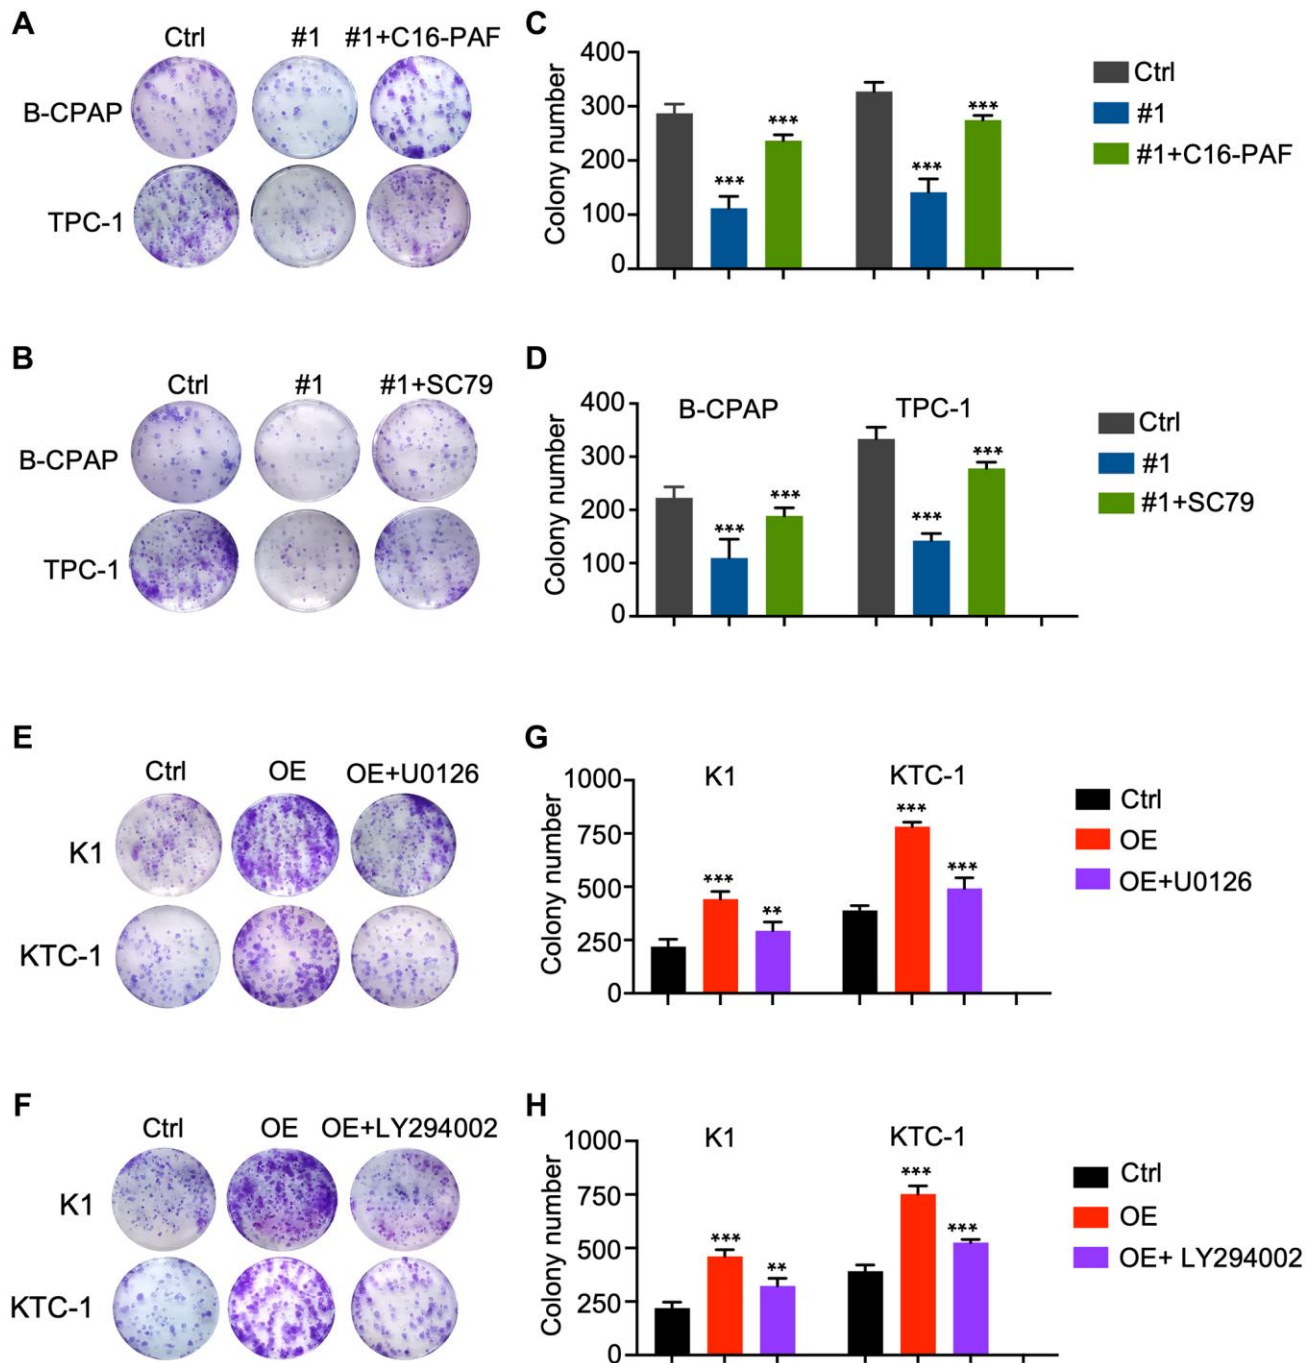 A
Ctrl #1 #1+C16-PAF
B-CPAP
TPC-1
C
400
300
200
100
0
Colony number
*** *** *** ***
Ctrl
#1
#1+C16-PAF
B
Ctrl #1 #1+SC79
B-CPAP
TPC-1
D
B-CPAP TPC-1
400
300
200
100
0
Colony number
*** *** *** ***
Ctrl
#1
#1+SC79
E
Ctrl OE OE+U0126
K1
KTC-1
G
K1 KTC-1
1000
750
500
250
0
Colony number
*** ** *** ***
Ctrl
OE
OE+U0126
F
Ctrl OE OE+LY294002
K1
KTC-1
H
K1 KTC-1
1000
750
500
250
0
Colony number
*** ** *** ***
Ctrl
OE
OE+ LY294002